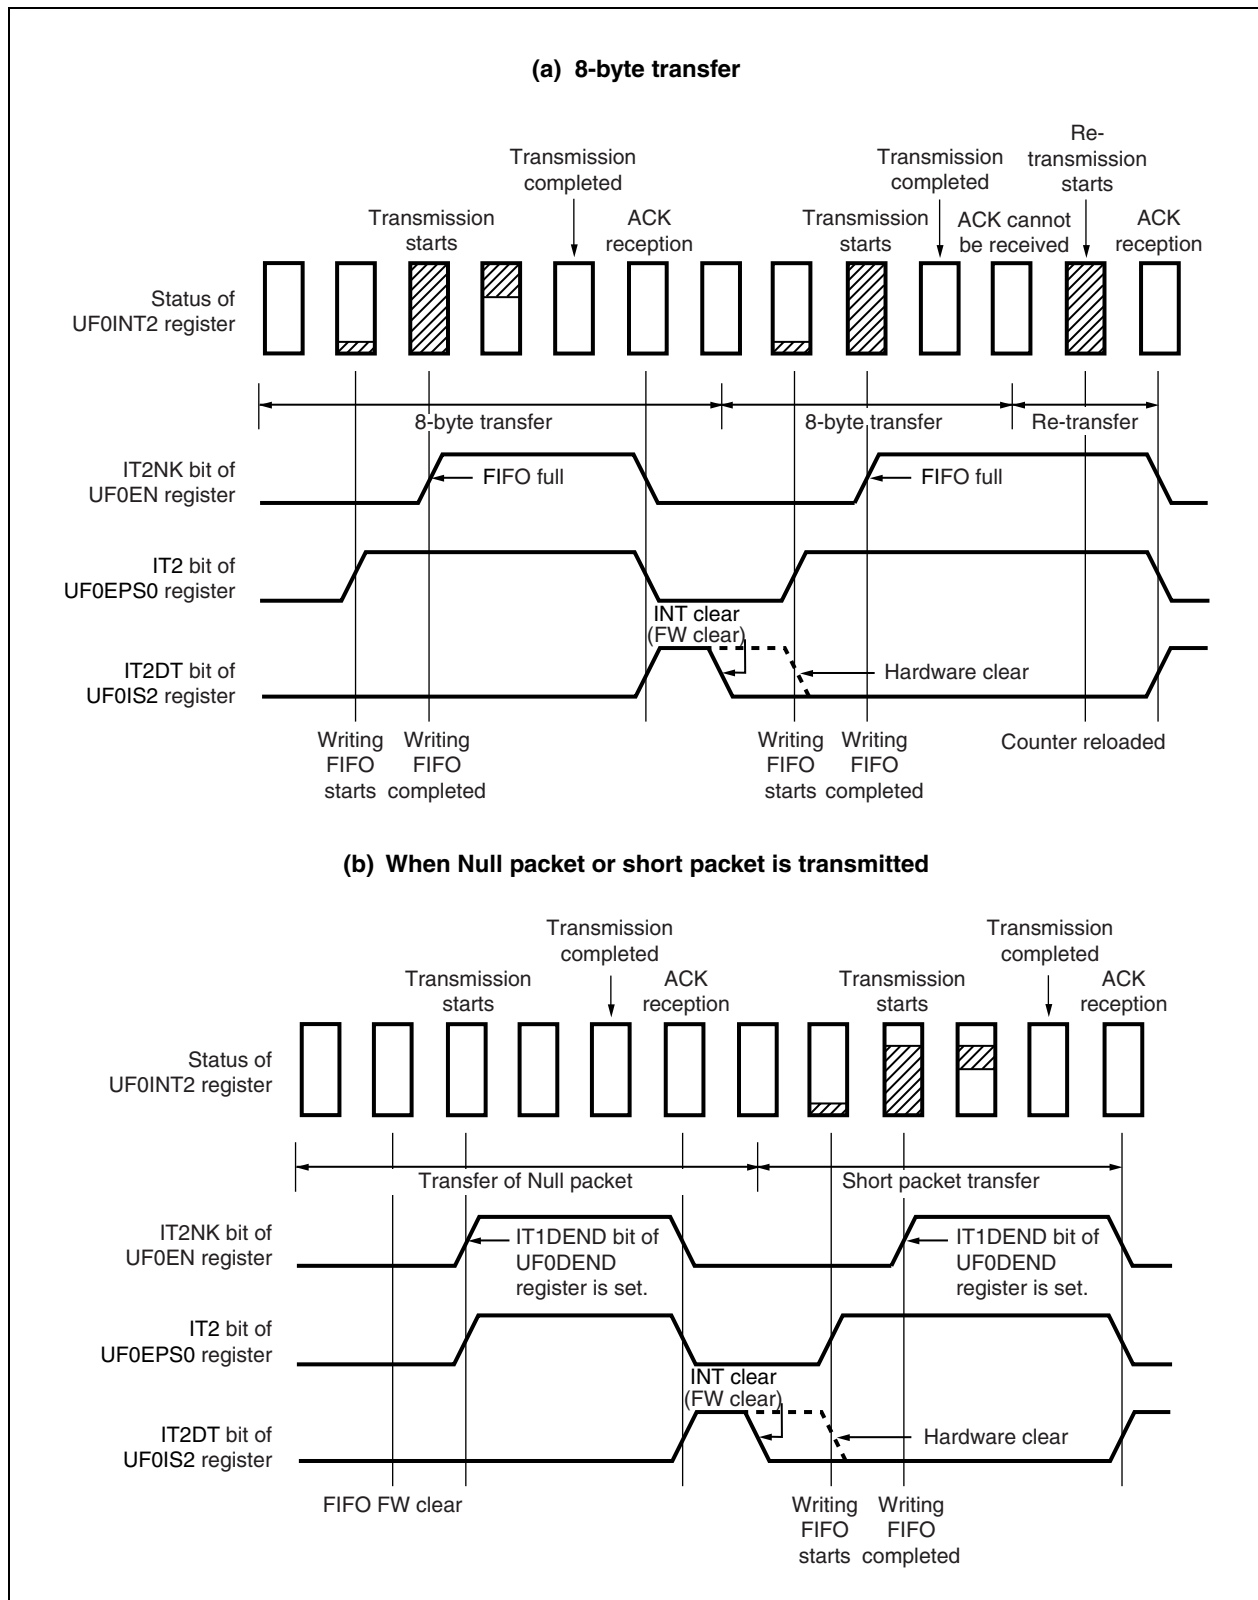 (a) 8-byte transfer
Re-
transmission
starts
Transmission
completed
Transmission
completed
Transmission
starts
ACK
reception
Transmission
starts
ACK cannot
be received
ACK
reception
Status of
UF0INT2 register
8-byte transfer
8-byte transfer
Re-transfer
IT2NK bit of
UF0EN register
FIFO full
FIFO full
IT2 bit of
UF0EPS0 register
INT clear
(FW clear)
IT2DT bit of
UF0IS2 register
Hardware clear
Writing
FIFO
starts
Writing
FIFO
completed
Writing
FIFO
starts
Writing
FIFO
completed
Counter reloaded
(b) When Null packet or short packet is transmitted
Transmission
completed
Transmission
completed
Transmission
starts
ACK
reception
Transmission
starts
ACK
reception
Status of
UF0INT2 register
Transfer of Null packet
Short packet transfer
IT2NK bit of
UF0EN register
IT1DEND bit of
UF0DEND
register is set.
IT1DEND bit of
UF0DEND
register is set.
IT2 bit of
UF0EPS0 register
INT clear
(FW clear)
IT2DT bit of
UF0IS2 register
Hardware clear
FIFO FW clear
Writing
FIFO
starts
Writing
FIFO
completed